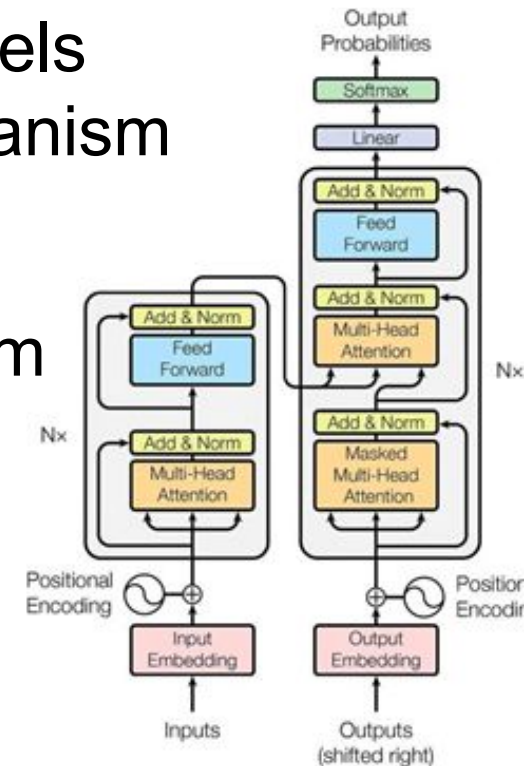 els
anism
m
Output
Probabilities
Softmax
Linear
Add & Norm
Feed
Forward
Add & Norm
Multi-Head
Attention
Nx
Add & Norm
Masked
Multi-Head
Attention
Add & Norm
Feed
Forward
Nx
Add & Norm
Multi-Head
Attention
Positional
Encoding
Position
Encodin
Input
Embedding
Output
Embedding
Inputs
Outputs
(shifted right)